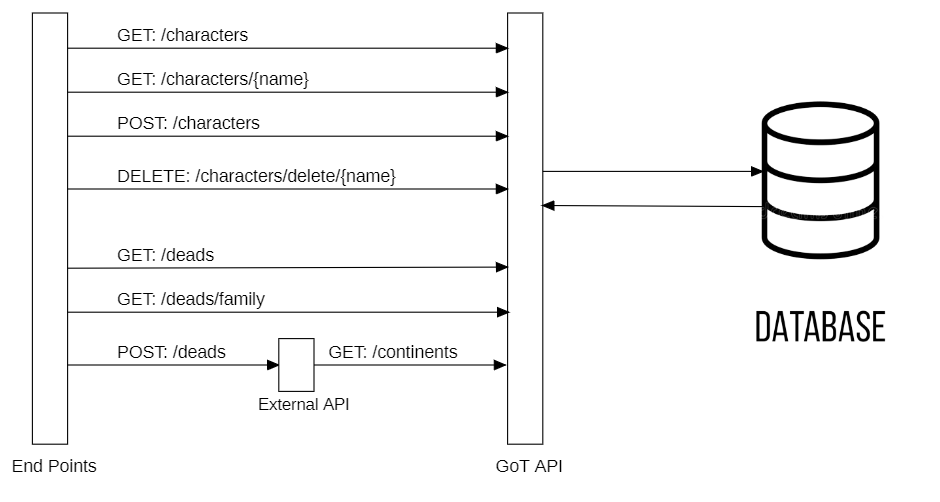 GET: /characters
GET: /characters/{name}
POST: /characters
DELETE: /characters/delete/{name}
GET: /deads
GET: /deads/family
POST: /deads
GET: /continents
External API
DATABASE
End Points
GoT API